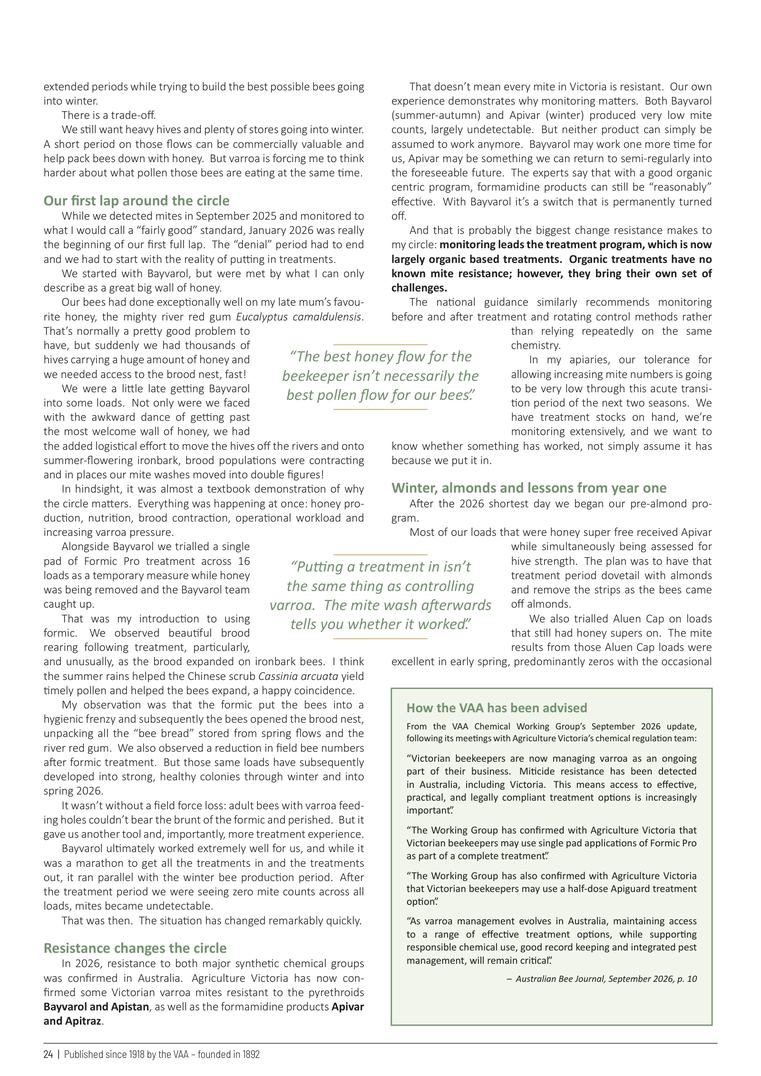 extended periods while trying to build the best possible bees going
into winter.
There is a trade-off.
We still want heavy hives and plenty of stores going into winter.
A short period on those flows can be commercially valuable and
help pack bees down with honey. But varroa is forcing me to think
harder about what pollen those bees are eating at the same time.
Our first lap around the circle
While we detected mites in September 2025 and monitored to
what I would call a “fairly good” standard, January 2026 was really
the beginning of our first full lap. The “denial” period had to end
and we had to start with the reality of putting in treatments.
We started with Bayvarol, but were met by what I can only
describe as a great big wall of honey.
Our bees had done exceptionally well on my late mum’s favou-
rite honey, the mighty river red gum Eucalyptus camaldulensis.
That’s normally a pretty good problem to
have, but suddenly we had thousands of
hives carrying a huge amount of honey and
we needed access to the brood nest, fast!
We were a little late getting Bayvarol
into some loads. Not only were we faced
with the awkward dance of getting past
the most welcome wall of honey, we had
the added logistical effort to move the hives off the rivers and onto
summer-flowering ironbark, brood populations were contracting
and in places our mite washes moved into double figures!
In hindsight, it was almost a textbook demonstration of why
the circle matters. Everything was happening at once: honey pro-
duction, nutrition, brood contraction, operational workload and
increasing varroa pressure.
Alongside Bayvarol we trialled a single
pad of Formic Pro treatment across 16
loads as a temporary measure while honey
was being removed and the Bayvarol team
caught up.
That was my introduction to using
formic. We observed beautiful brood
rearing following treatment, particularly,
and unusually, as the brood expanded on ironbark bees. I think
the summer rains helped the Chinese scrub Cassinia arcuata yield
timely pollen and helped the bees expand, a happy coincidence.
My observation was that the formic put the bees into a
hygienic frenzy and subsequently the bees opened the brood nest,
unpacking all the “bee bread” stored from spring flows and the
river red gum. We also observed a reduction in field bee numbers
after formic treatment. But those same loads have subsequently
developed into strong, healthy colonies through winter and into
spring 2026.
It wasn’t without a field force loss: adult bees with varroa feed-
ing holes couldn’t bear the brunt of the formic and perished. But it
gave us another tool and, importantly, more treatment experience.
Bayvarol ultimately worked extremely well for us, and while it
was a marathon to get all the treatments in and the treatments
out, it ran parallel with the winter bee production period. After
the treatment period we were seeing zero mite counts across all
loads, mites became undetectable.
That was then. The situation has changed remarkably quickly.
Resistance changes the circle
In 2026, resistance to both major synthetic chemical groups
was confirmed in Australia. Agriculture Victoria has now con-
firmed some Victorian varroa mites resistant to the pyrethroids
Bayvarol and Apistan, as well as the formamidine products Apivar
and Apitraz.
“The best honey flow for the
beekeeper isn’t necessarily the
best pollen flow for our bees”.
“Putting a treatment in isn’t
the same thing as controlling
varroa. The mite wash afterwards
tells you whether it worked”.
That doesn’t mean every mite in Victoria is resistant. Our own
experience demonstrates why monitoring matters. Both Bayvarol
(summer-autumn) and Apivar (winter) produced very low mite
counts, largely undetectable. But neither product can simply be
assumed to work anymore. Bayvarol may work one more time for
us, Apivar may be something we can return to semi-regularly into
the foreseeable future. The experts say that with a good organic
centric program, formamidine products can still be “reasonably”
effective. With Bayvarol it’s a switch that is permanently turned
off.
And that is probably the biggest change resistance makes to
my circle: monitoring leads the treatment program, which is now
largely organic based treatments. Organic treatments have no
known mite resistance; however, they bring their own set of
challenges.
The national guidance similarly recommends monitoring
before and after treatment and rotating control methods rather
than relying repeatedly on the same
chemistry.
In my apiaries, our tolerance for
allowing increasing mite numbers is going
to be very low through this acute transi-
tion period of the next two seasons. We
have treatment stocks on hand, we’re
monitoring extensively, and we want to
know whether something has worked, not simply assume it has
because we put it in.
Winter, almonds and lessons from year one
After the 2026 shortest day we began our pre-almond pro-
gram.
Most of our loads that were honey super free received Apivar
while simultaneously being assessed for
hive strength. The plan was to have that
treatment period dovetail with almonds
and remove the strips as the bees came
off almonds.
We also trialled Aluen Cap on loads
that still had honey supers on. The mite
results from those Aluen Cap loads were
excellent in early spring, predominantly zeros with the occasional
How the VAA has been advised
From the VAA Chemical Working Group’s September 2026 update,
following its meetings with Agriculture Victoria’s chemical regulation team:
“Victorian beekeepers are now managing varroa as an ongoing
part of their business. Miticide resistance has been detected
in Australia, including Victoria. This means access to effective,
practical, and legally compliant treatment options is increasingly
important”.
“The Working Group has confirmed with Agriculture Victoria that
Victorian beekeepers may use single pad applications of Formic Pro
as part of a complete treatment”.
“The Working Group has also confirmed with Agriculture Victoria
that Victorian beekeepers may use a half-dose Apiguard treatment
option”.
“As varroa management evolves in Australia, maintaining access
to a range of effective treatment options, while supporting
responsible chemical use, good record keeping and integrated pest
management, will remain critical”.
– Australian Bee Journal, September 2026, p. 10
24 | Published since 1918 by the VAA – founded in 1892